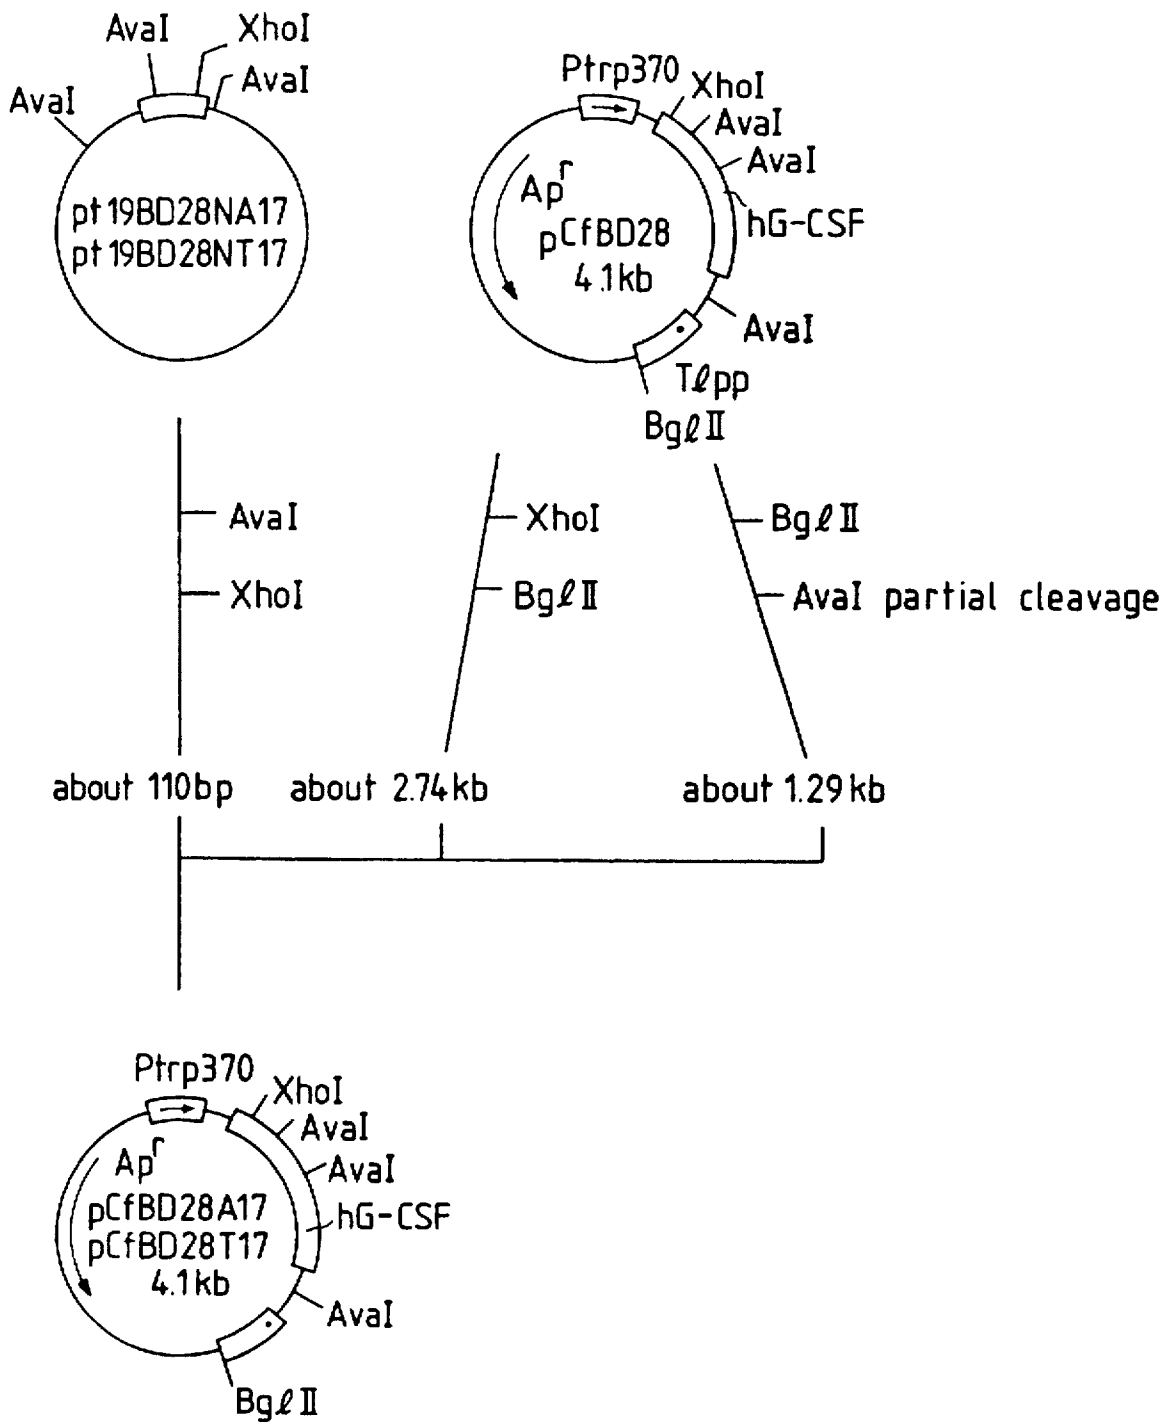 AvaI
XhoI
AvaI
AvaI
pt19BD28NA17
pt19BD28NT17
Ptrp370
XhoI
AvaI
AvaI
Apʳ
pCfBD28
4.1kb
hG-CSF
AvaI
Tℓpp
BgℓⅡ
AvaI
XhoI
XhoI
BgℓⅡ
BgℓⅡ
AvaI partial cleavage
about 110bp
about 2.74kb
about 1.29kb
Ptrp370
XhoI
AvaI
AvaI
Apʳ
pCfBD28A17
pCfBD28T17
4.1kb
hG-CSF
AvaI
BgℓⅡ